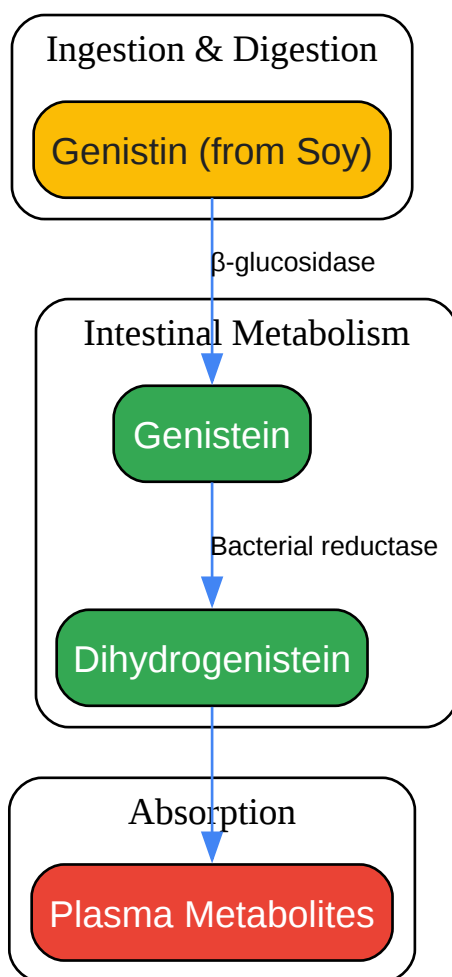 Ingestion & Digestion
Genistin (from Soy)
β-glucosidase
Intestinal Metabolism
Genistein
Bacterial reductase
Dihydrogenistein
Absorption
Plasma Metabolites